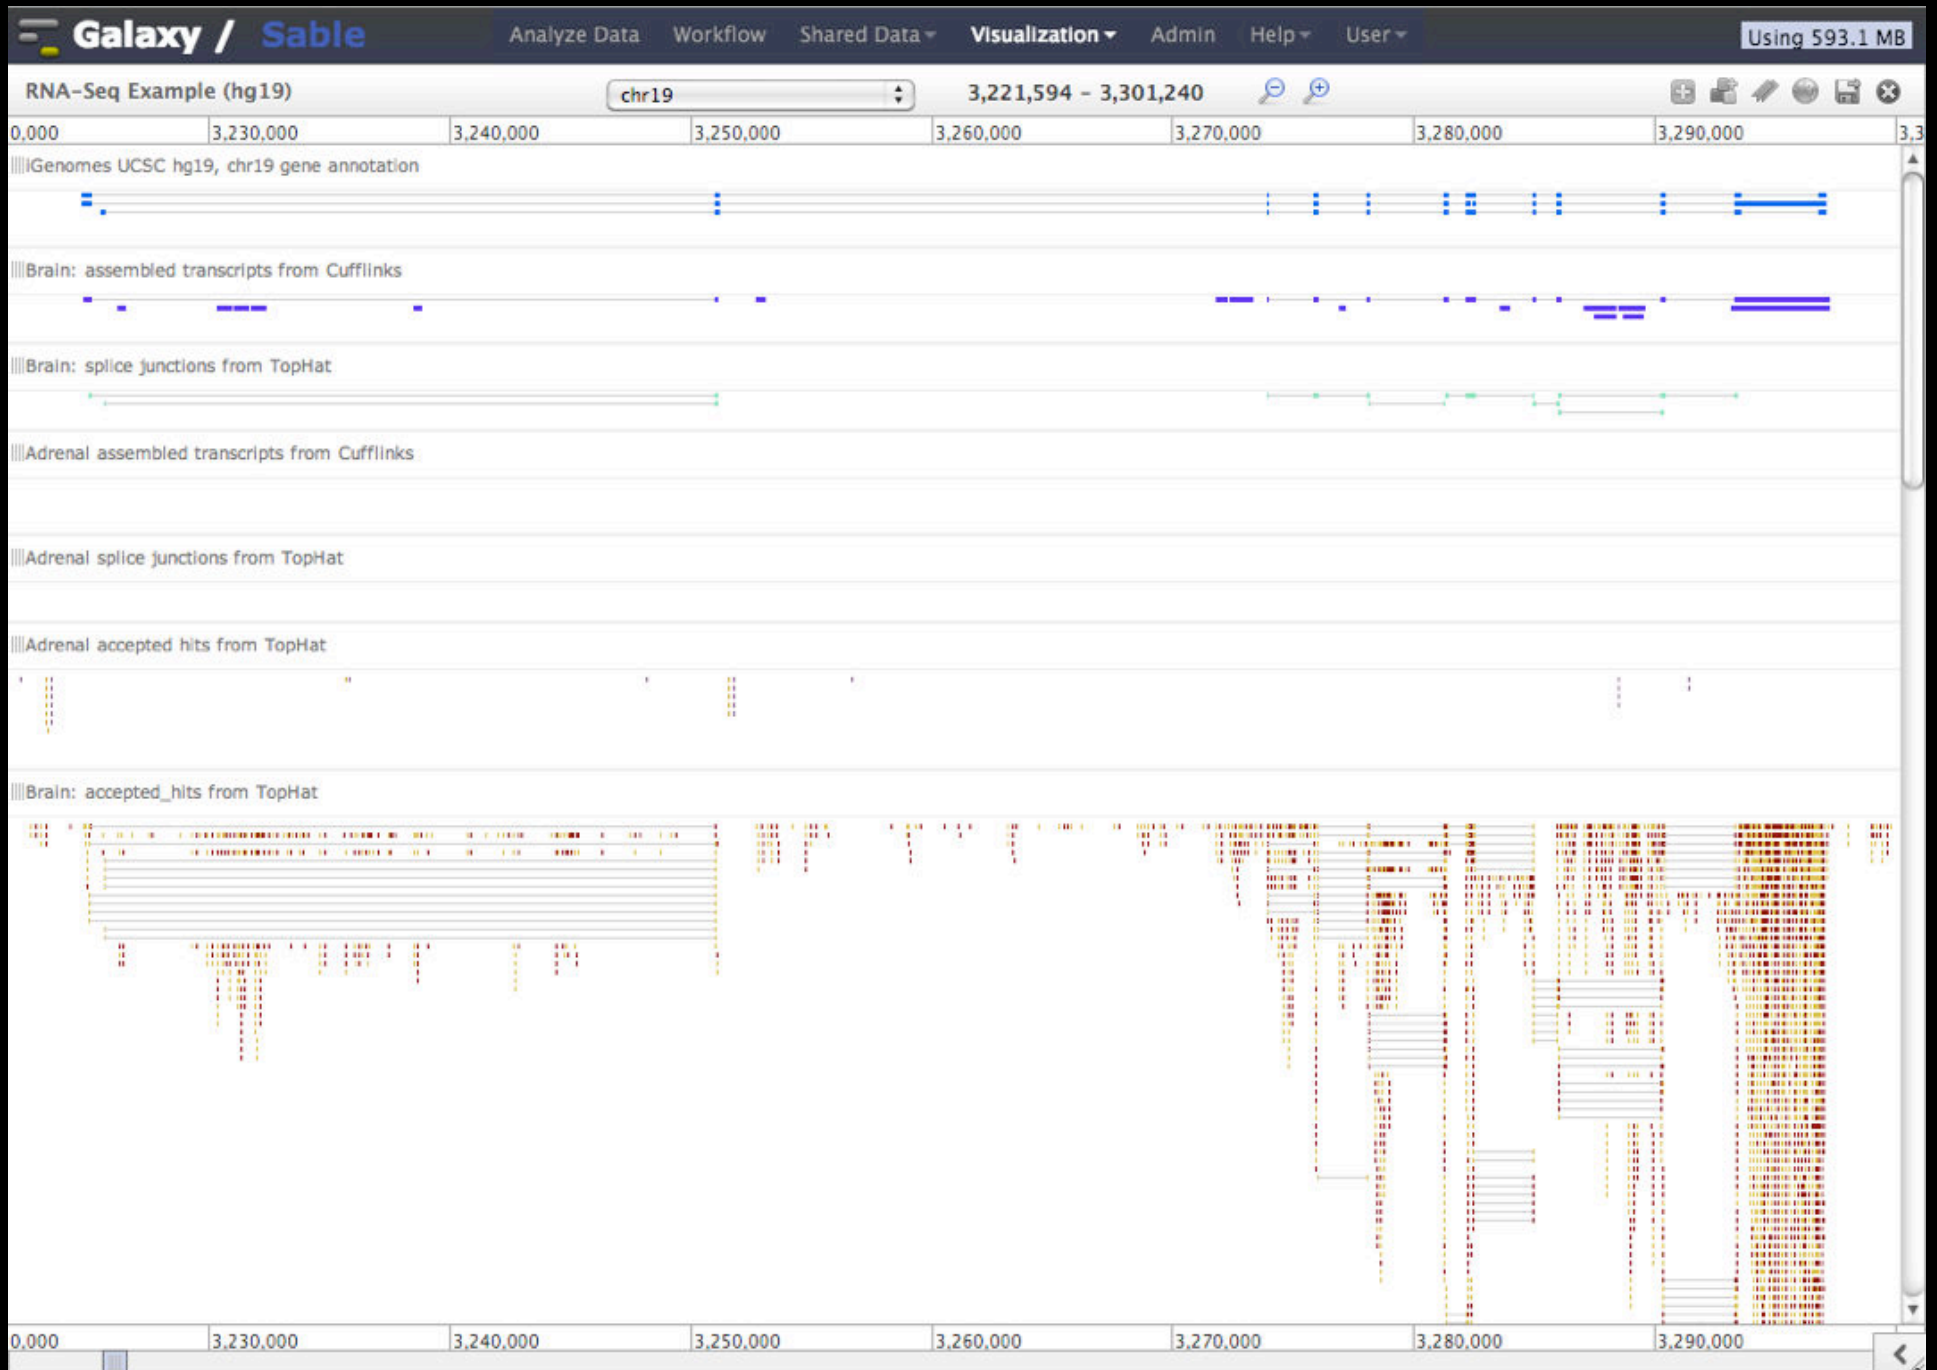 Galaxy / Sable Analyze Data Workflow Shared Data Visualization Admin Help User Using 593.1 MB
RNA-Seq Example (hg19) chr19 3,221,594 - 3,301,240
0,000 3,230,000 3,240,000 3,250,000 3,260,000 3,270,000 3,280,000 3,290,000 3,3
iGenomes UCSC hg19, chr19 gene annotation
Brain: assembled transcripts from Cufflinks
Brain: splice junctions from TopHat
Adrenal assembled transcripts from Cufflinks
Adrenal splice junctions from TopHat
Adrenal accepted hits from TopHat
Brain: accepted_hits from TopHat
0,000 3,230,000 3,240,000 3,250,000 3,260,000 3,270,000 3,280,000 3,290,000